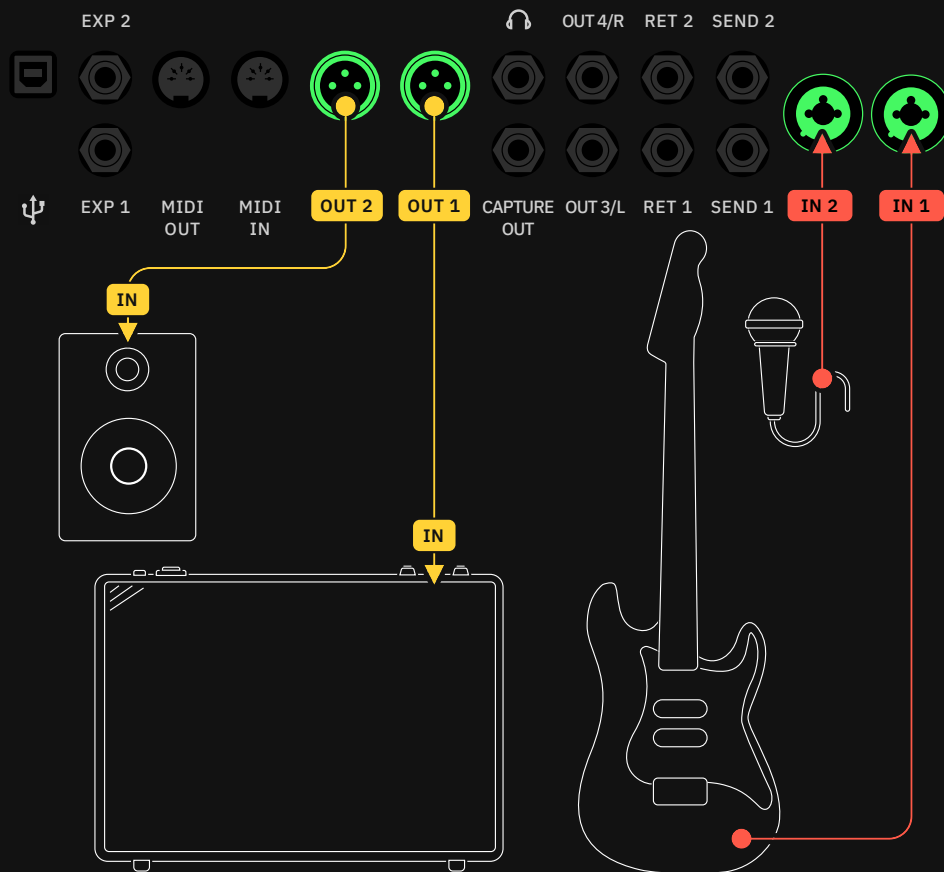 EXP 2
OUT 4/R
RET 2
SEND 2
EXP 1
MIDI
OUT
MIDI
IN
OUT 2
OUT 1
CAPTURE
OUT
OUT 3/L
RET 1
SEND 1
IN 2
IN 1
IN
IN